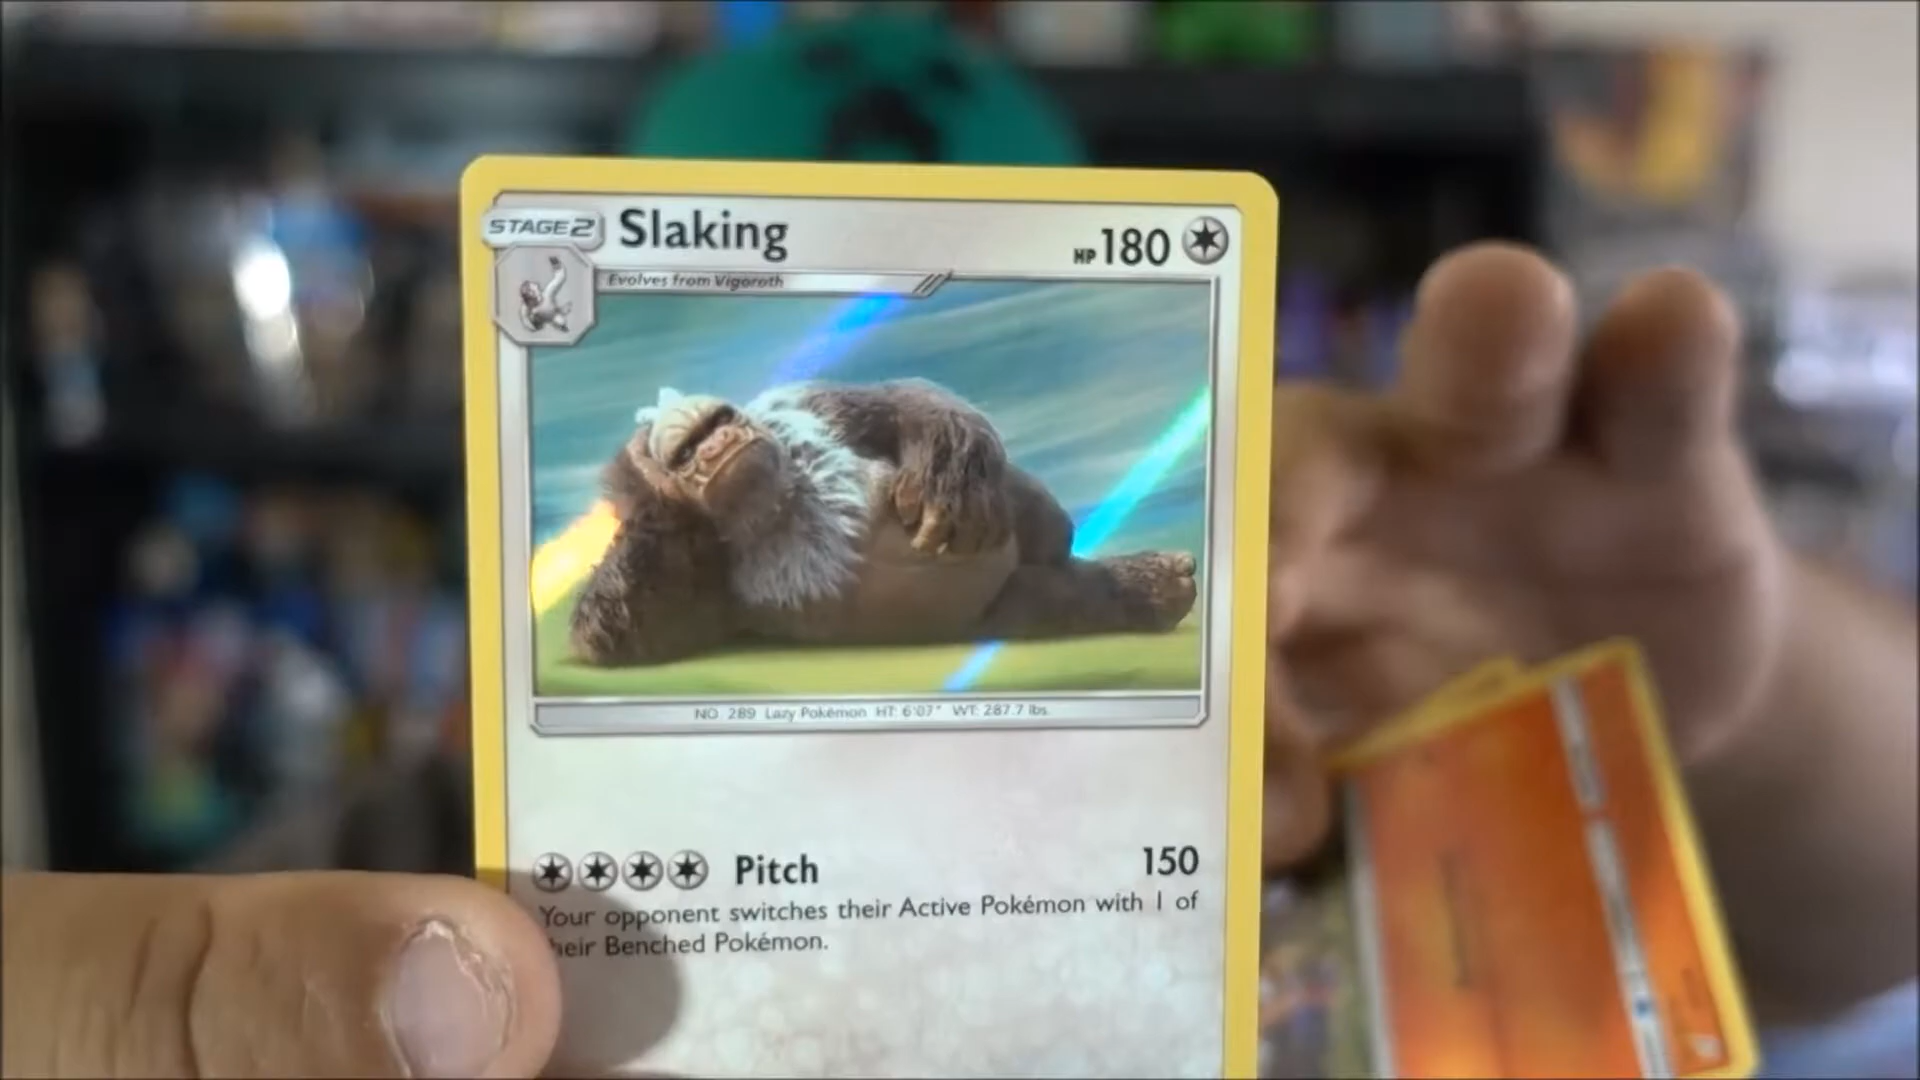 STAGE 2 Slaking HP 180
Evolves from Vigoroth
NO. 289 Lazy Pokémon HT: 6'07" WT: 287.7 lbs.
Pitch 150
Your opponent switches their Active Pokémon with 1 of
heir Benched Pokémon.